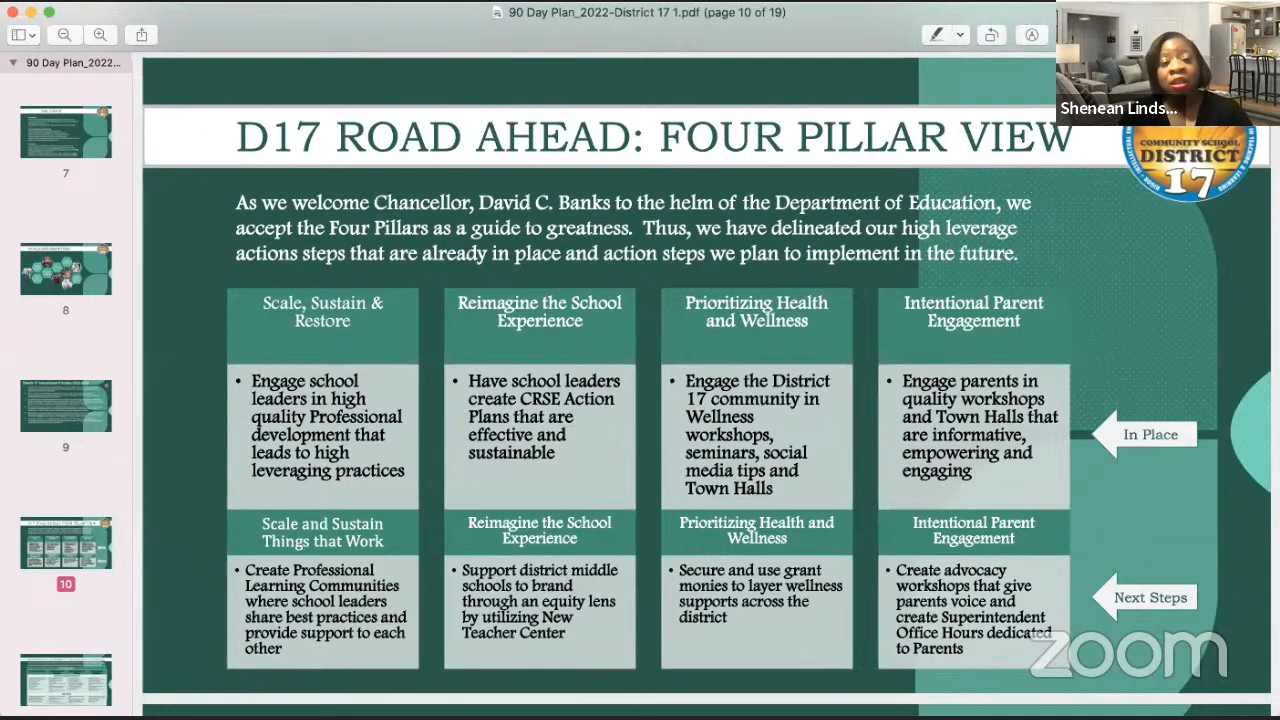 90 Day Plan_2022-District 17 1.pdf (page 10 of 19)
90 Day Plan_2022...
7
8
9
10
Shenean Linds...
D17 ROAD AHEAD: FOUR PILLAR VIEW
COMMUNITY SCHOOL
DISTRICT
17
As we welcome Chancellor, David C. Banks to the helm of the Department of Education, we
accept the Four Pillars as a guide to greatness. Thus, we have delineated our high leverage
actions steps that are already in place and action steps we plan to implement in the future.
Scale, Sustain &
Restore
• Engage school
leaders in high
quality Professional
development that
leads to high
leveraging practices
Reimagine the School
Experience
• Have school leaders
create CRSE Action
Plans that are
effective and
sustainable
Prioritizing Health
and Wellness
• Engage the District
17 community in
Wellness
workshops,
seminars, social
media tips and
Town Halls
Intentional Parent
Engagement
• Engage parents in
quality workshops
and Town Halls that
are informative,
empowering and
engaging
In Place
Scale and Sustain
Things that Work
• Create Professional
Learning Communities
where school leaders
share best practices and
provide support to each
other
Reimagine the School
Experience
• Support district middle
schools to brand
through an equity lens
by utilizing New
Teacher Center
Prioritizing Health and
Wellness
• Secure and use grant
monies to layer wellness
supports across the
district
Intentional Parent
Engagement
• Create advocacy
workshops that give
parents voice and
create Superintendent
Office Hours dedicated
to Parents
Next Steps
zoom